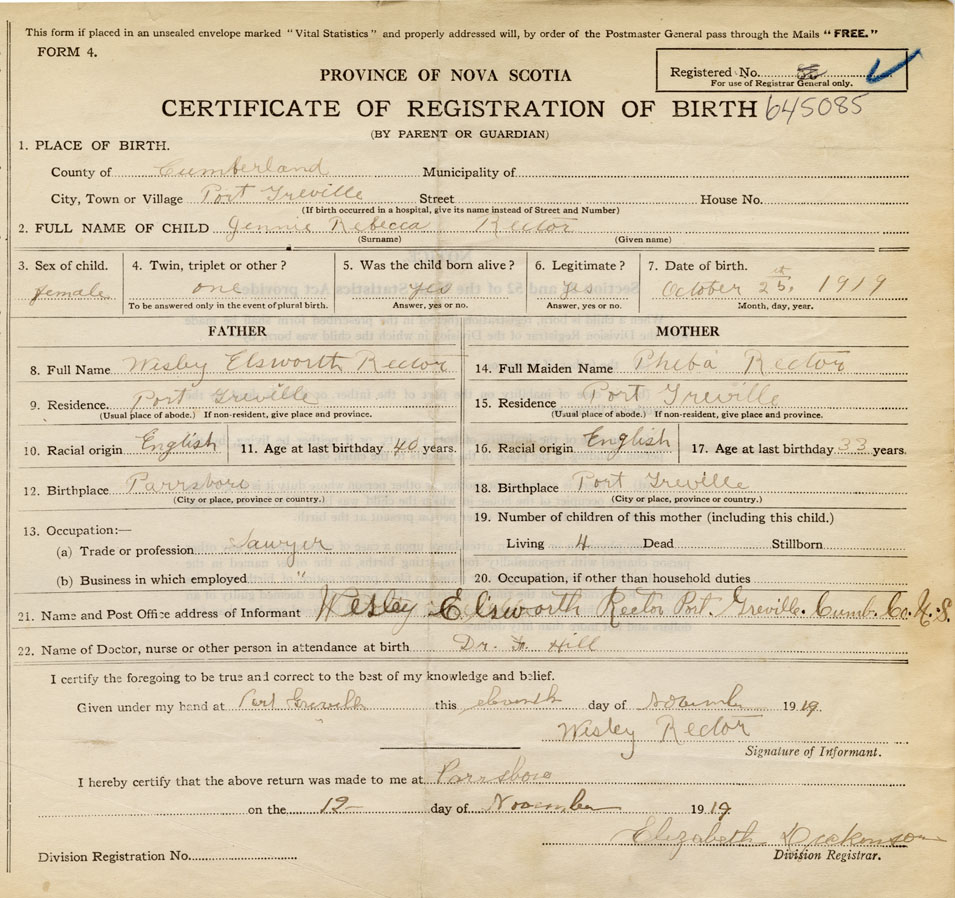 This form if placed in an unsealed envelope marked "Vital Statistics" and properly addressed will, by order of the Postmaster General pass through the Mails "FREE."
FORM 4.
PROVINCE OF NOVA SCOTIA
Registered No.
For use of Registrar General only.
CERTIFICATE OF REGISTRATION OF BIRTH 645085
(BY PARENT OR GUARDIAN)
1. PLACE OF BIRTH.
County of Cumberland Municipality of
City, Town or Village Port Greville Street House No.
(If birth occurred in a hospital, give its name instead of Street and Number)
2. FULL NAME OF CHILD Jennie Rebecca Rector
(Surname) (Given name)
3. Sex of child. 4. Twin, triplet or other? 5. Was the child born alive? 6. Legitimate? 7. Date of birth.
female one yes yes October 25th. 1919
To be answered only in the event of plural birth. Answer, yes or no. Answer, yes or no. Month, day, year.
FATHER MOTHER
8. Full Name Wesley Elsworth Rector 14. Full Maiden Name Pheba Rector
9. Residence. Port Greville 15. Residence. Port Greville
(Usual place of abode.) If non-resident, give place and province. (Usual place of abode.) If non-resident, give place and province.
10. Racial origin English 11. Age at last birthday 40 years. 16. Racial origin English 17. Age at last birthday 33 years.
12. Birthplace Parrsboro 18. Birthplace Port Greville
(City or place, province or country.) (City or place, province or country.)
13. Occupation:— 19. Number of children of this mother (including this child.)
(a) Trade or profession Sawyer Living 4 Dead Stillborn
(b) Business in which employed " 20. Occupation, if other than household duties
21. Name and Post Office address of Informant Wesley Elsworth Rector Port. Greville. Cumb. Co. N.S.
22. Name of Doctor, nurse or other person in attendance at birth Dr. Hill
I certify the foregoing to be true and correct to the best of my knowledge and belief.
Given under my hand at Port Greville this eleventh day of November 1919.
Wesley Rector
Signature of Informant.
I hereby certify that the above return was made to me at Parrsboro
on the 12 day of November 1919
Elizabeth Dickinson
Division Registrar.
Division Registration No.